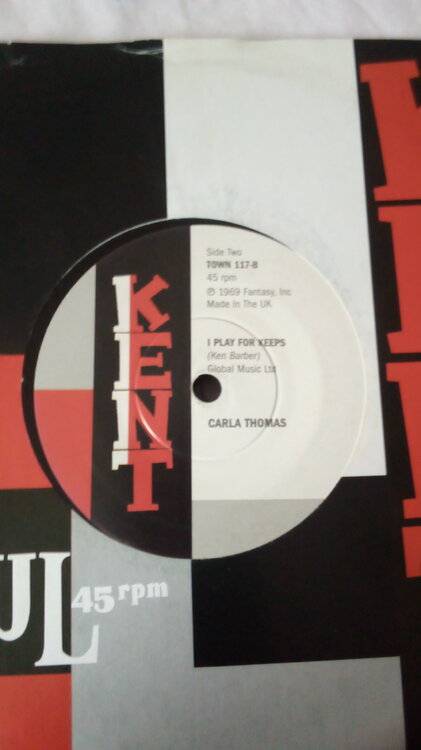 Side Two
TOWN 117-B
45 rpm
℗ 1969 Fantasy, Inc
Made In The UK
I PLAY FOR KEEPS
(Ken Barber)
Global Music Ltd
CARLA THOMAS
KENT
UL
45 rpm